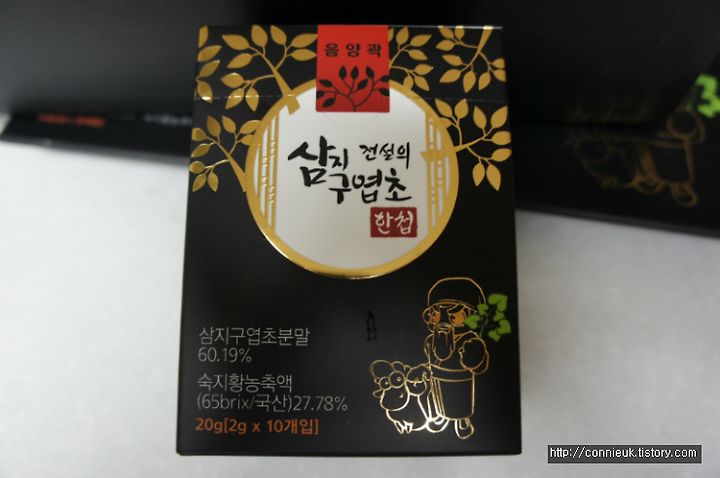 음양곽
전설의
삼지
구엽초
한첩
삼지구엽초분말
60.19%
숙지황농축액
(65brix/국산)27.78%
20g[2g x 10개입]
http://connieuk.tistory.com